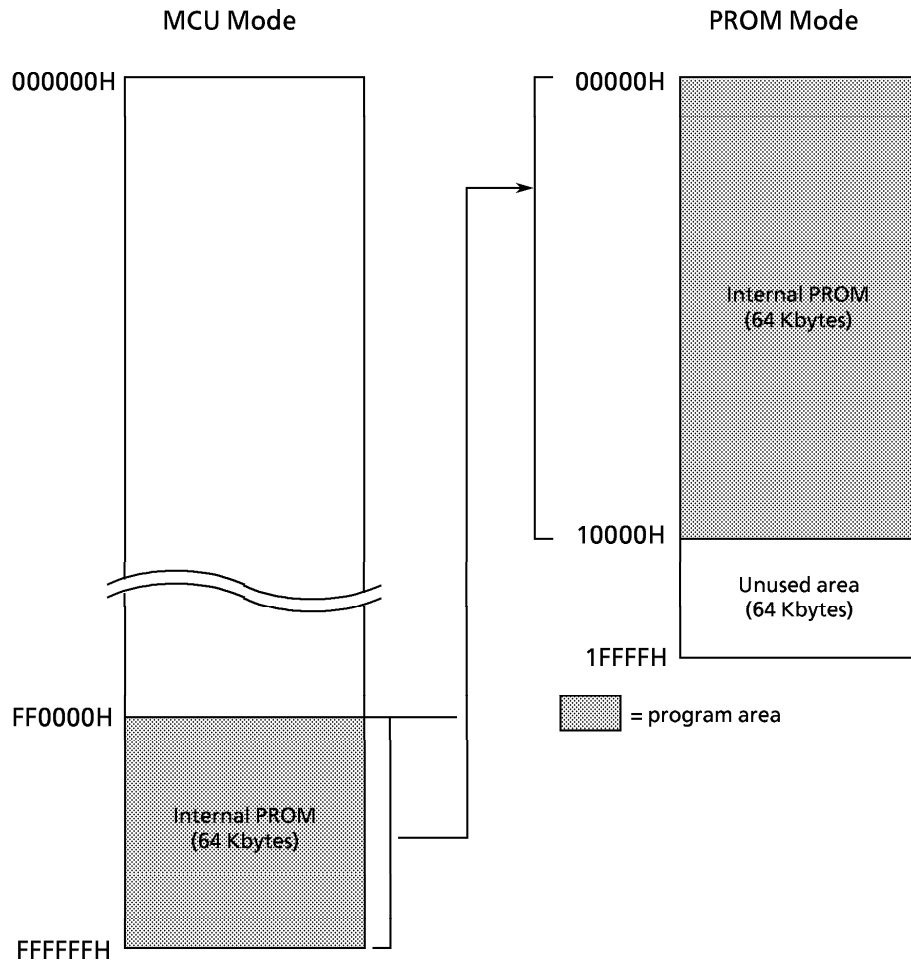 MCU Mode
000000H
FF0000H
Internal PROM
(64 Kbytes)
FFFFFFH
PROM Mode
00000H
Internal PROM
(64 Kbytes)
10000H
Unused area
(64 Kbytes)
1FFFFH
= program area